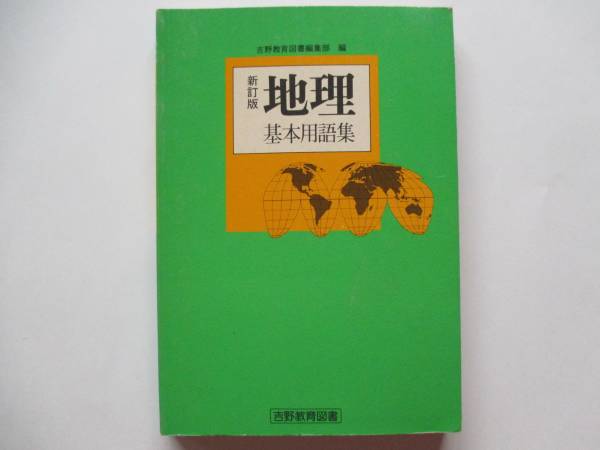 吉野教育図書編集部 編
新訂版
地理
基本用語集
吉野教育図書